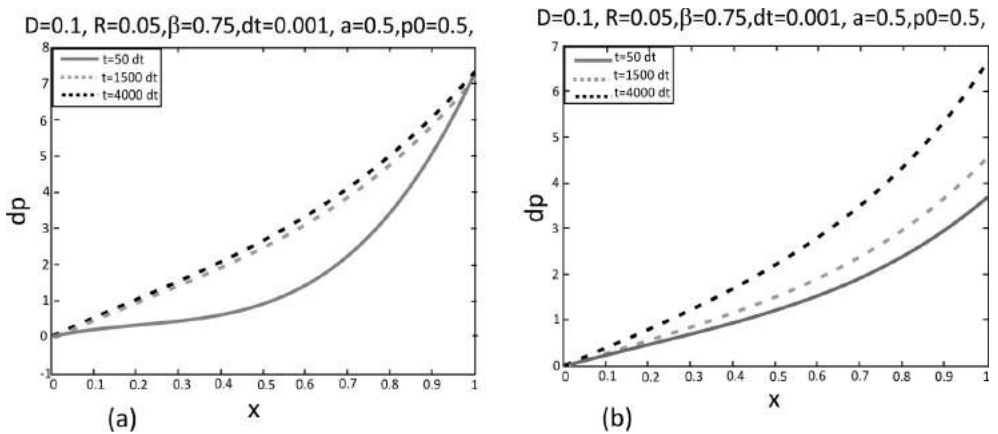 D=0.1, R=0.05,β=0.75,dt=0.001, a=0.5,p0=0.5,
t=50 dt
t=1500 dt
t=4000 dt
8
7
6
5
4
3
2
1
0
-1
dp
0 0.1 0.2 0.3 0.4 0.5 0.6 0.7 0.8 0.9 1
x
(a)
D=0.1, R=0.05,β=0.75,dt=0.001, a=0.5,p0=0.5,
t=50 dt
t=1500 dt
t=4000 dt
7
6
5
4
3
2
1
0
dp
0 0.1 0.2 0.3 0.4 0.5 0.6 0.7 0.8 0.9 1
x
(b)